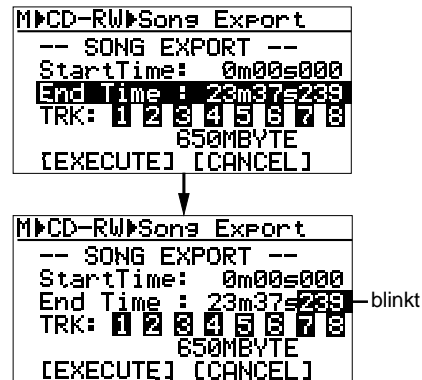 M▶CD-RW▶Song Export
-- SONG EXPORT --
StartTime: 0m00s000
End Time : 23m37s239
TRK: 1 2 3 4 5 6 7 8
650MBYTE
[EXECUTE] [CANCEL]
M▶CD-RW▶Song Export
-- SONG EXPORT --
StartTime: 0m00s000
End Time : 23m37s239
blinkt
TRK: 1 2 3 4 5 6 7 8
650MBYTE
[EXECUTE] [CANCEL]